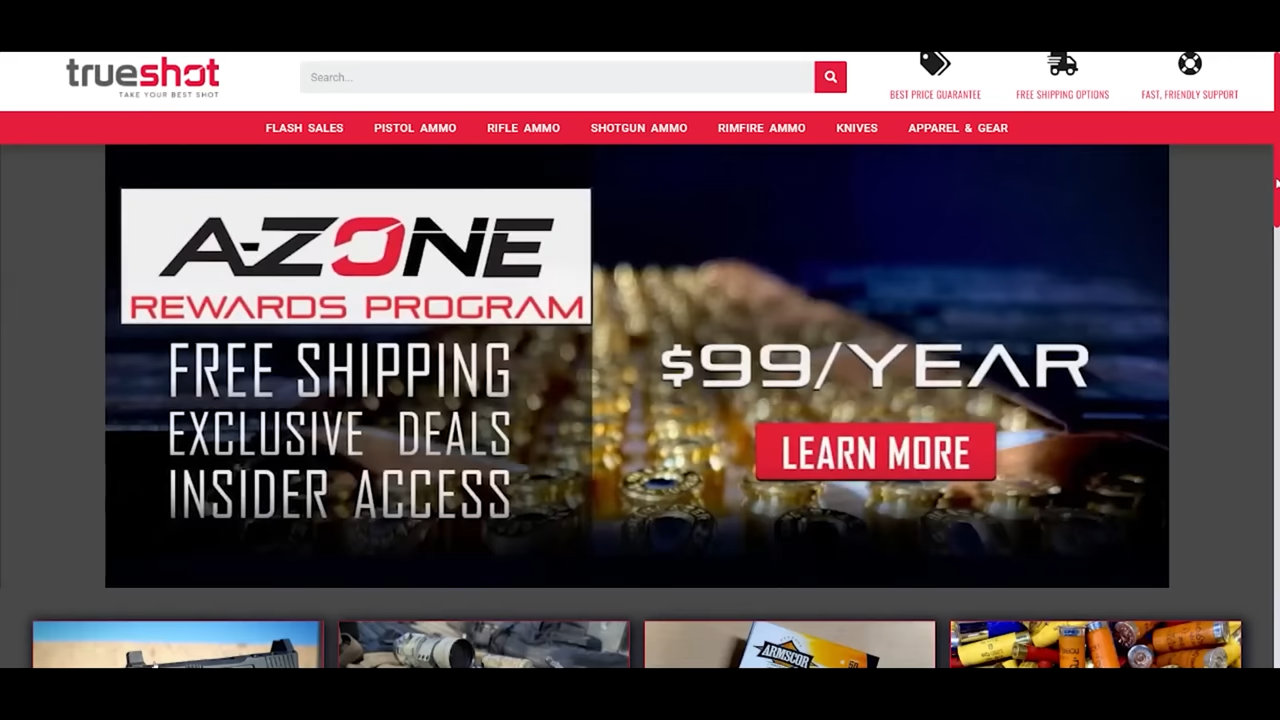 trueshot
TAKE YOUR BEST SHOT
Search...
BEST PRICE GUARANTEE
FREE SHIPPING OPTIONS
FAST, FRIENDLY SUPPORT
FLASH SALES
PISTOL AMMO
RIFLE AMMO
SHOTGUN AMMO
RIMFIRE AMMO
KNIVES
APPAREL & GEAR
A-ZONE
REWARDS PROGRAM
FREE SHIPPING
EXCLUSIVE DEALS
INSIDER ACCESS
$99/YEAR
LEARN MORE
ARMSCOR